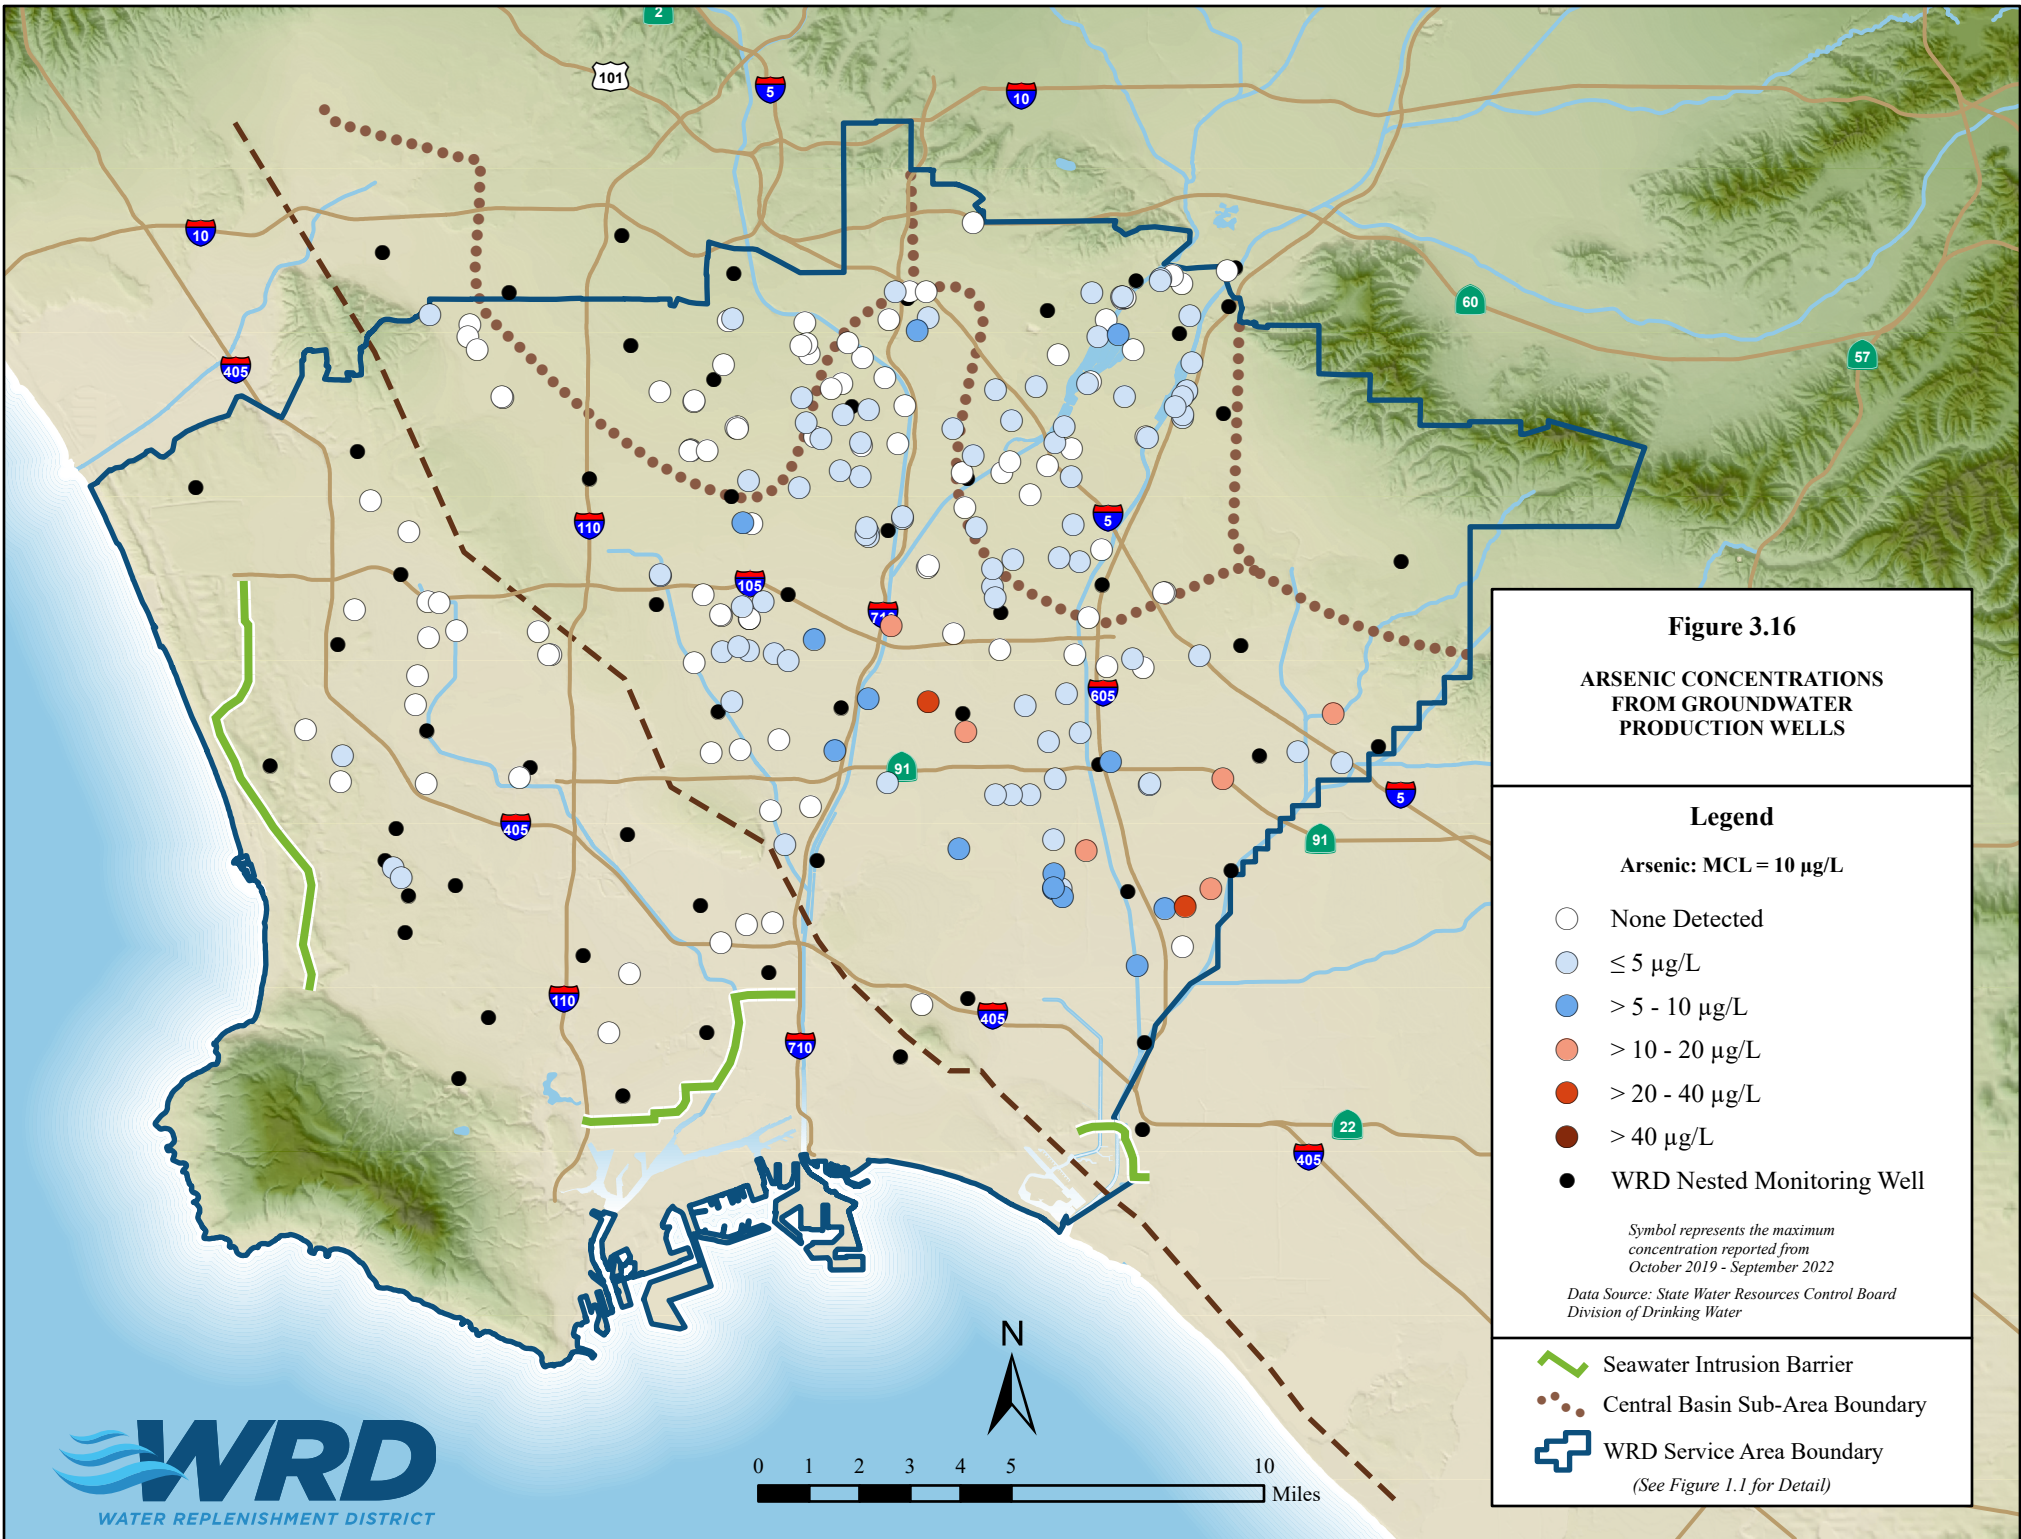 2
101
5
10
10
60
405
57
110
5
105
710
605
91
5
405
91
110
405
710
22
405
Figure 3.16
ARSENIC CONCENTRATIONS
FROM GROUNDWATER
PRODUCTION WELLS
Legend
Arsenic: MCL = 10 µg/L
None Detected
≤ 5 µg/L
> 5 - 10 µg/L
> 10 - 20 µg/L
> 20 - 40 µg/L
> 40 µg/L
WRD Nested Monitoring Well
Symbol represents the maximum
concentration reported from
October 2019 - September 2022
Data Source: State Water Resources Control Board
Division of Drinking Water
Seawater Intrusion Barrier
Central Basin Sub-Area Boundary
WRD Service Area Boundary
(See Figure 1.1 for Detail)
N
0 1 2 3 4 5 10
Miles
WRD
WATER REPLENISHMENT DISTRICT